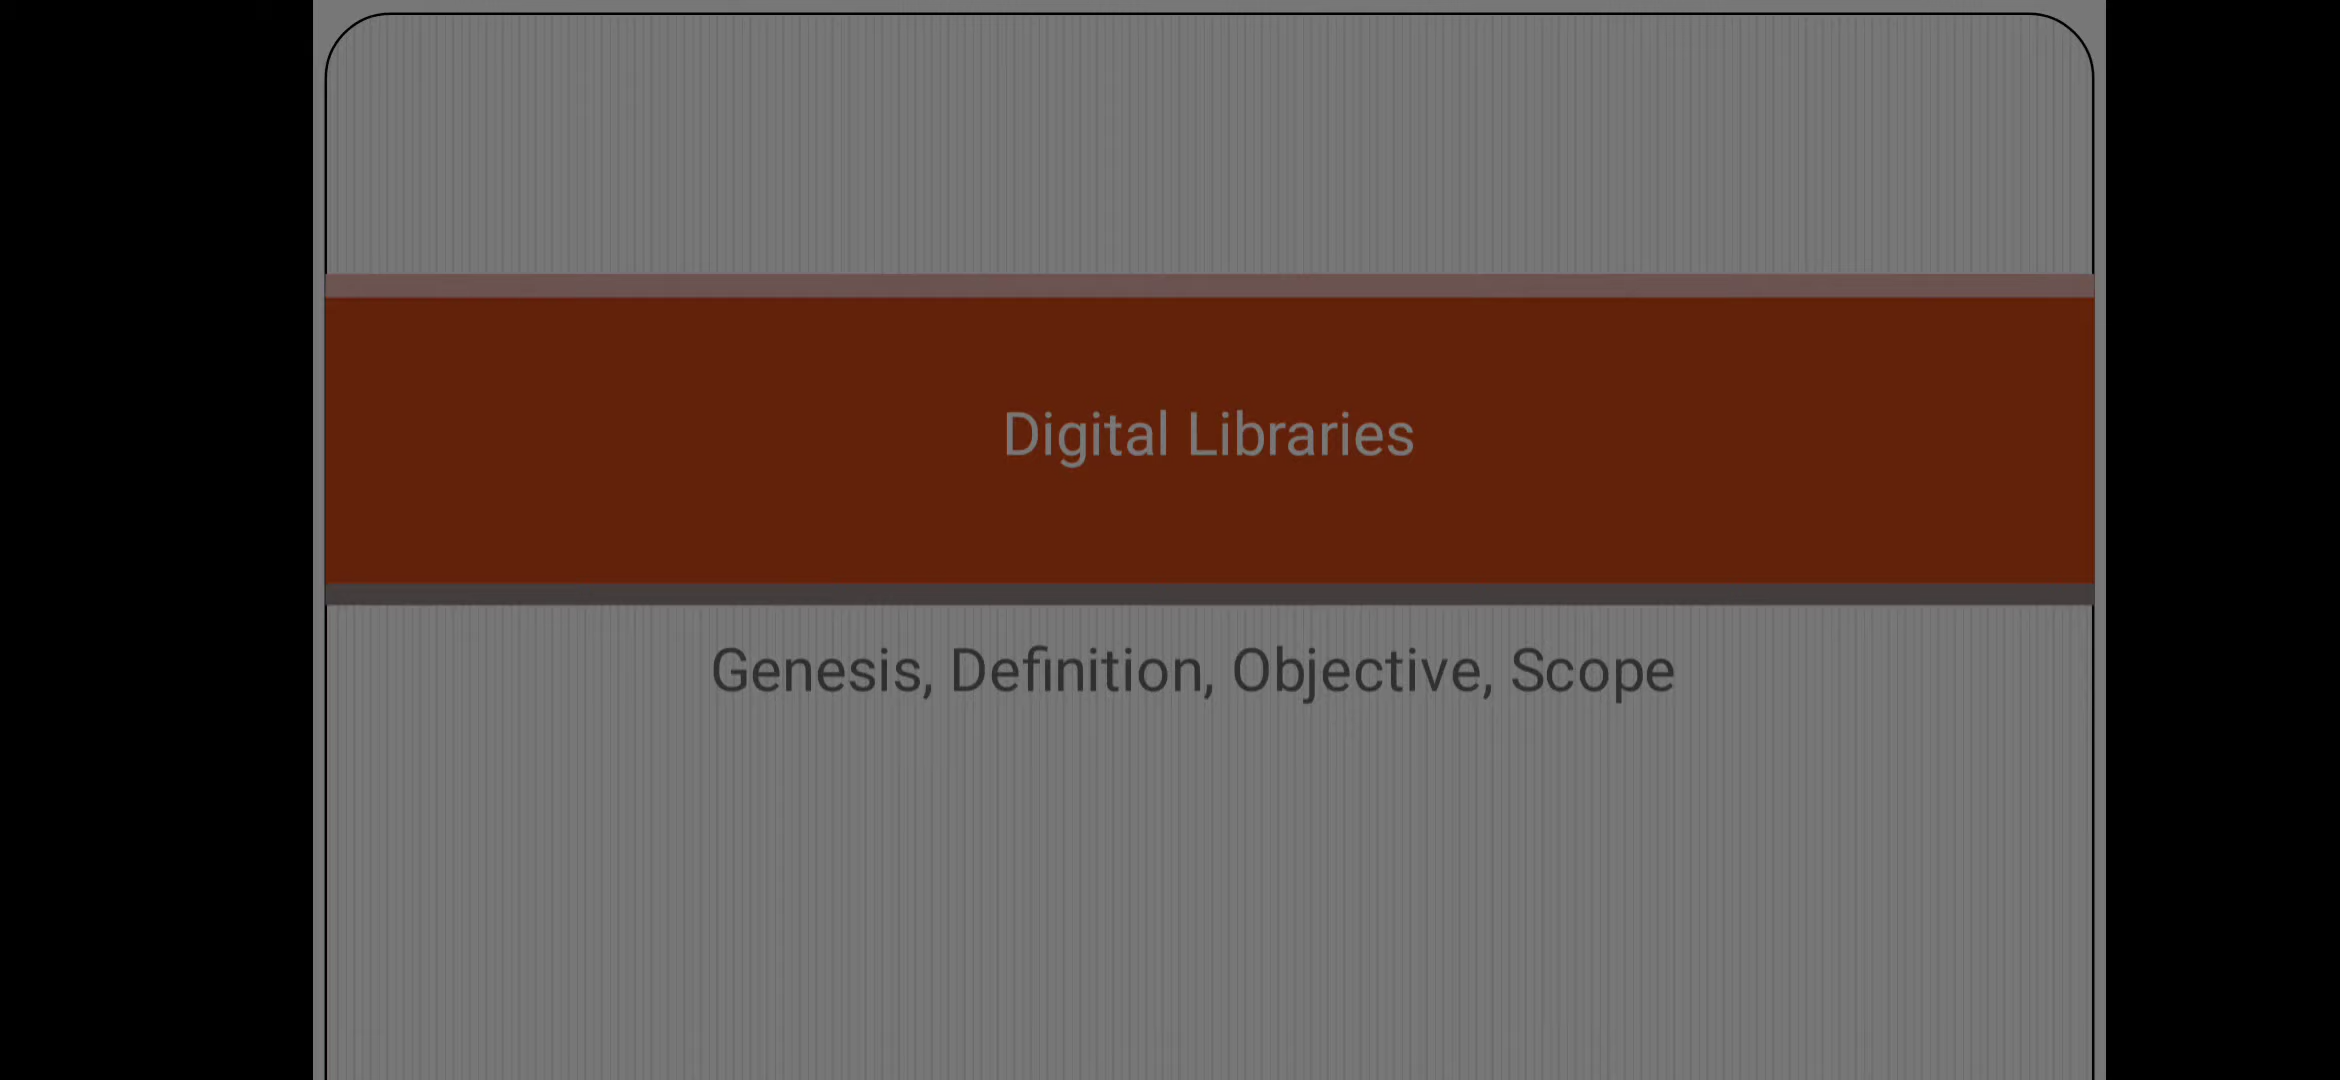 Digital Libraries
Genesis, Definition, Objective, Scope